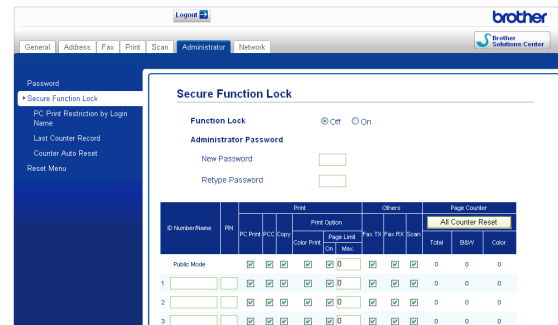 Logout
brother
General Address Fax Print Scan Administrator Network
Brother
Solutions Center
Password
Secure Function Lock
PC Print Restriction by Login
Name
Last Counter Record
Counter Auto Reset
Reset Menu
Secure Function Lock
Function Lock Off On
Administrator Password
New Password
Retype Password
Print Others Page Counter
ID Number/Name PIN PC Print PCC Copy Print Option Fax TX Fax RX Scan All Counter Reset
Color Print Page Limit Total B&W Color
On Max.
Public Mode 0 0 0 0
1 0 0 0 0
2 0 0 0 0
3 0 0 0 0